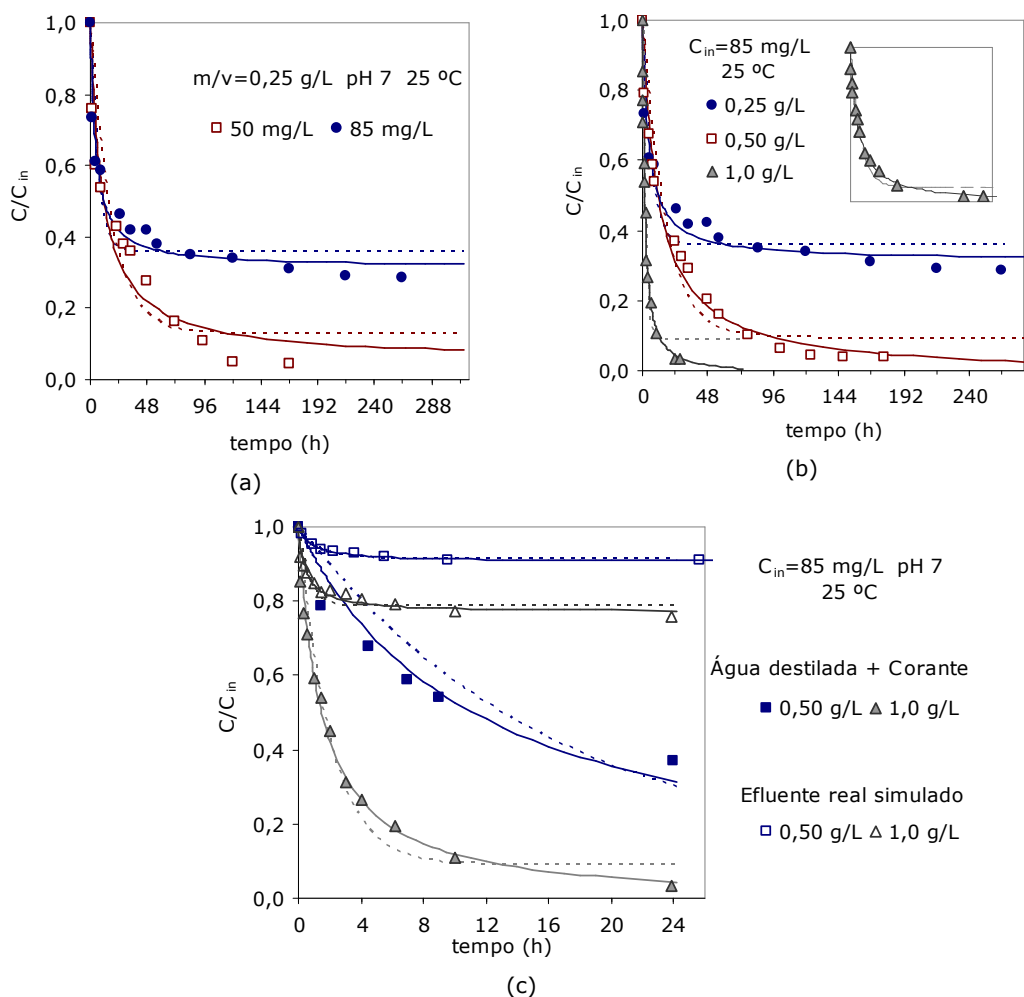 1,0
0,8
0,6
0,4
0,2
0,0
C/C in
m/v=0,25 g/L pH 7 25 ºC
50 mg/L 85 mg/L
0 48 96 144 192 240 288
tempo (h)
(a)
1,0
0,8
0,6
0,4
0,2
0,0
C/C in
C in=85 mg/L
25 ºC
0,25 g/L
0,50 g/L
1,0 g/L
0 48 96 144 192 240
tempo (h)
(b)
1,0
0,8
0,6
0,4
0,2
0,0
C/C in
0 4 8 12 16 20 24
tempo (h)
(c)
C in=85 mg/L pH 7
25 ºC
Água destilada + Corante
0,50 g/L 1,0 g/L
Efluente real simulado
0,50 g/L 1,0 g/L